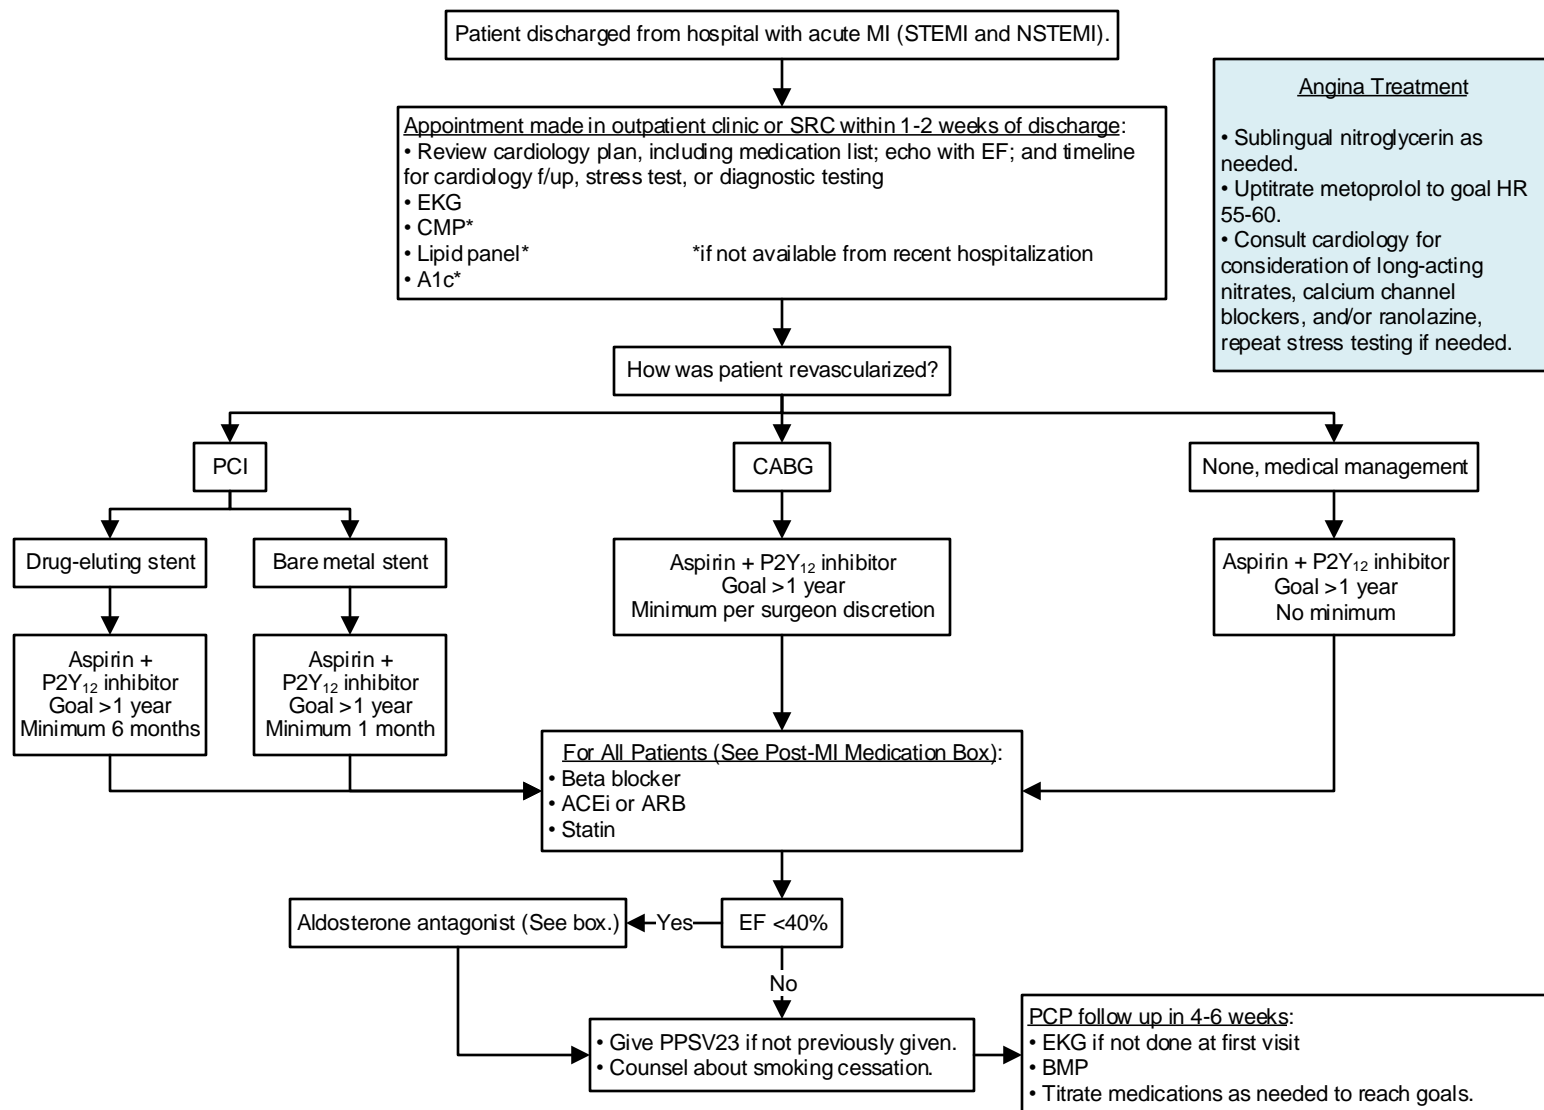 Patient discharged from hospital with acute MI (STEMI and NSTEMI).
Appointment made in outpatient clinic or SRC within 1-2 weeks of discharge:
• Review cardiology plan, including medication list; echo with EF; and timeline
for cardiology f/up, stress test, or diagnostic testing
• EKG
• CMP*
• Lipid panel* *if not available from recent hospitalization
• A1c*
Angina Treatment
• Sublingual nitroglycerin as
needed.
• Uptitrate metoprolol to goal HR
55-60.
• Consult cardiology for
consideration of long-acting
nitrates, calcium channel
blockers, and/or ranolazine,
repeat stress testing if needed.
How was patient revascularized?
PCI
CABG
None, medical management
Drug-eluting stent
Bare metal stent
Aspirin + P2Y₁₂ inhibitor
Goal >1 year
Minimum per surgeon discretion
Aspirin + P2Y₁₂ inhibitor
Goal >1 year
No minimum
Aspirin +
P2Y₁₂ inhibitor
Goal >1 year
Minimum 6 months
Aspirin +
P2Y₁₂ inhibitor
Goal >1 year
Minimum 1 month
For All Patients (See Post-MI Medication Box):
• Beta blocker
• ACEi or ARB
• Statin
Aldosterone antagonist (See box.)
Yes
EF <40%
No
• Give PPSV23 if not previously given.
• Counsel about smoking cessation.
PCP follow up in 4-6 weeks:
• EKG if not done at first visit
• BMP
• Titrate medications as needed to reach goals.